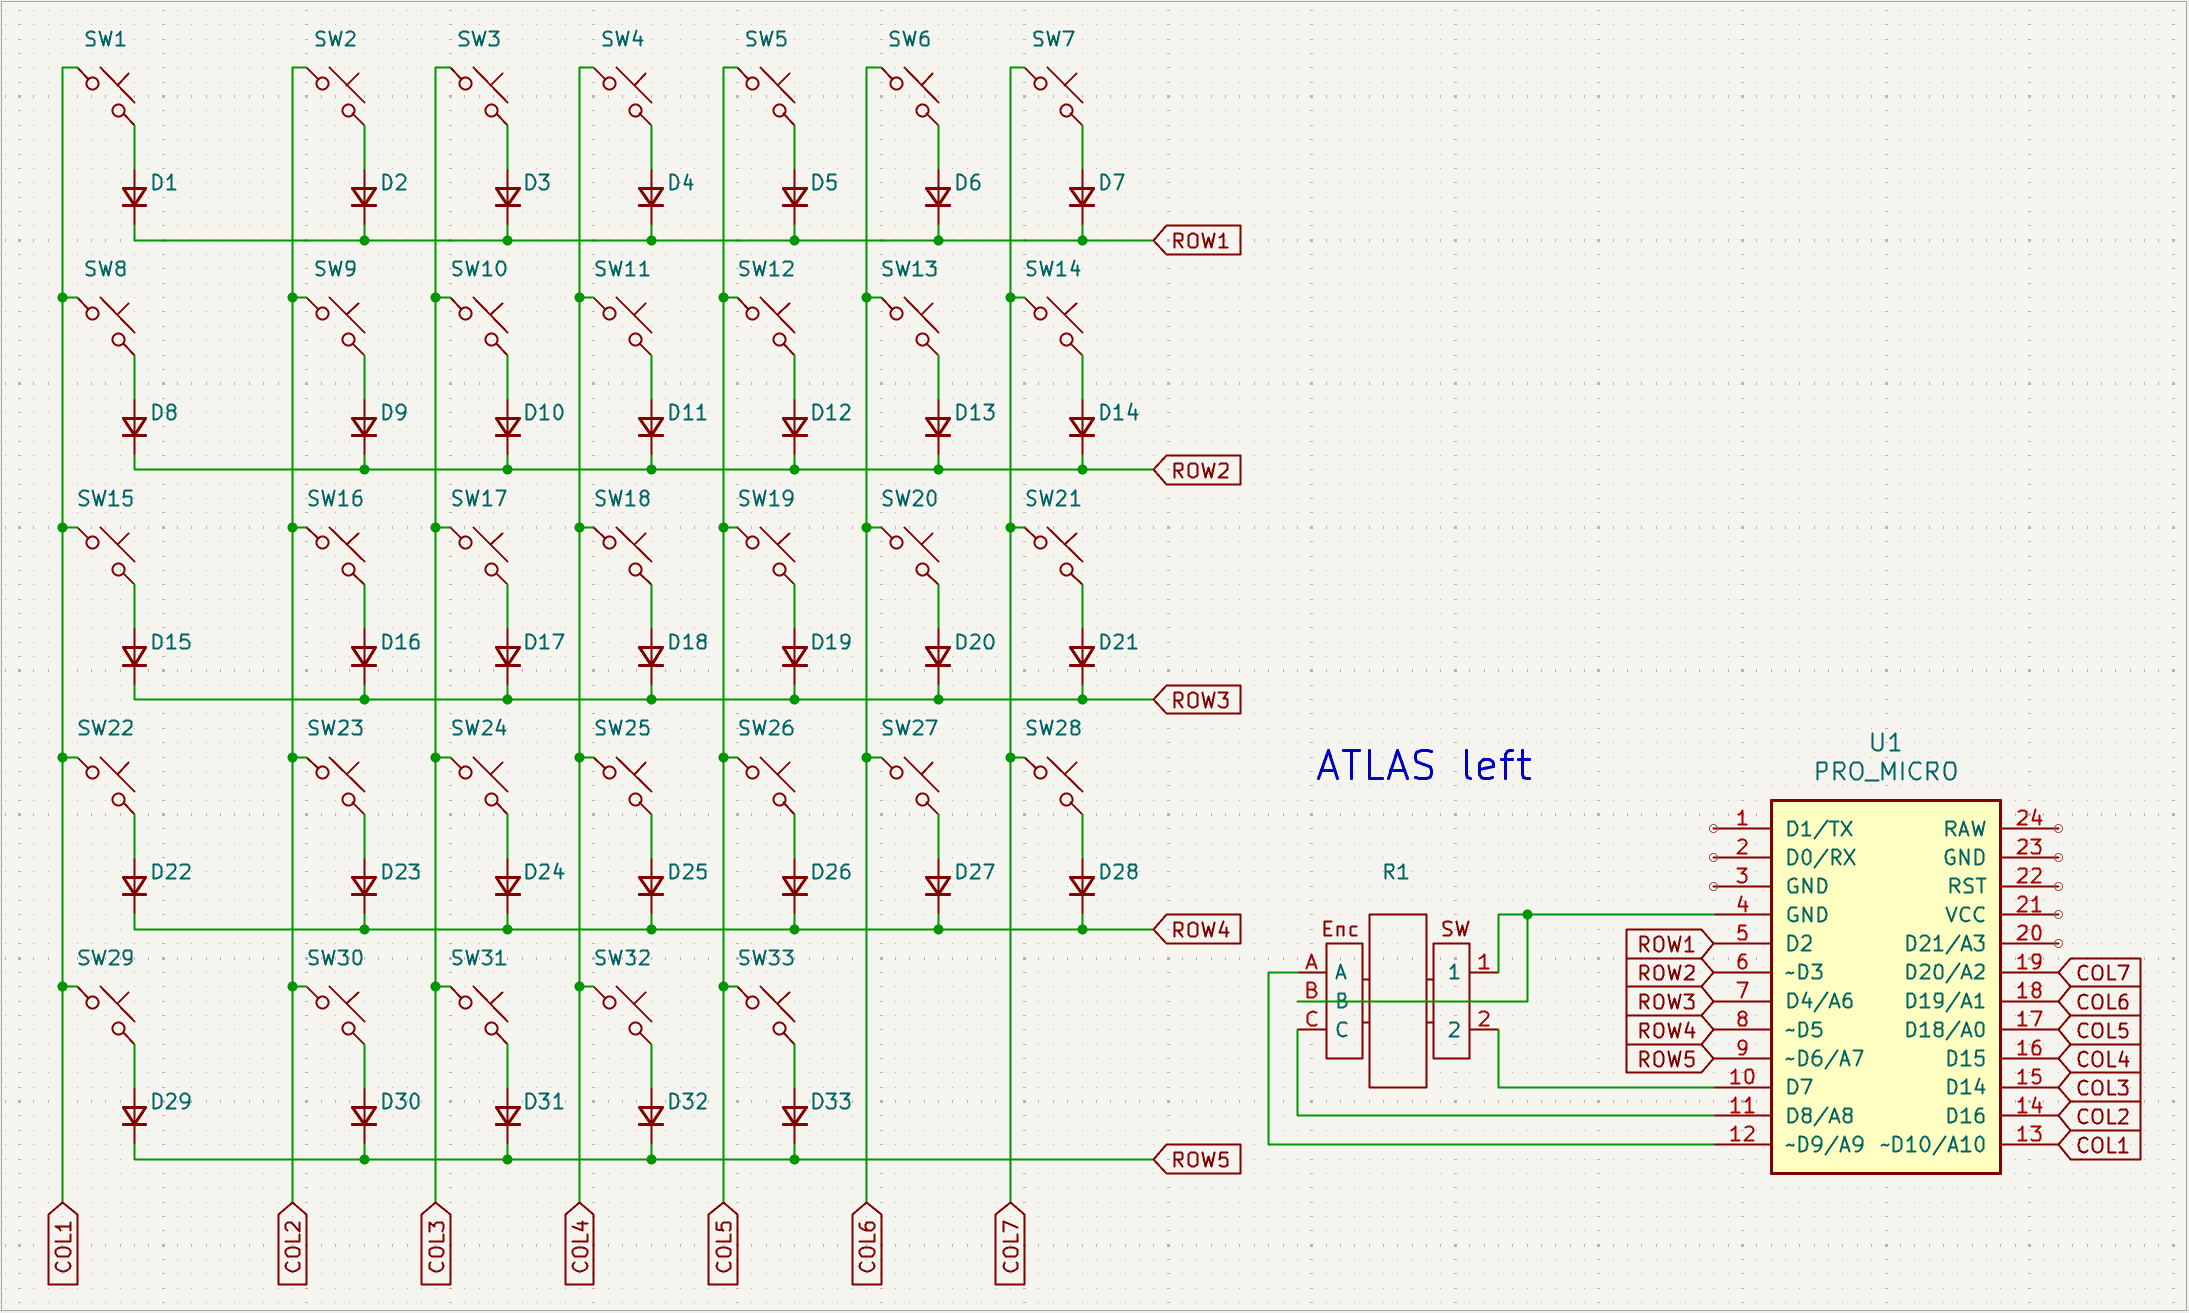 SW1 SW2 SW3 SW4 SW5 SW6 SW7
D1 D2 D3 D4 D5 D6 D7
ROW1
SW8 SW9 SW10 SW11 SW12 SW13 SW14
D8 D9 D10 D11 D12 D13 D14
ROW2
SW15 SW16 SW17 SW18 SW19 SW20 SW21
D15 D16 D17 D18 D19 D20 D21
ROW3
SW22 SW23 SW24 SW25 SW26 SW27 SW28
D22 D23 D24 D25 D26 D27 D28
ROW4
SW29 SW30 SW31 SW32 SW33
D29 D30 D31 D32 D33
ROW5
COL1 COL2 COL3 COL4 COL5 COL6 COL7
ATLAS left
R1
Enc SW
A A 1 1
B B
C C 2 2
U1
PRO_MICRO
1 D1/TX RAW 24
2 D0/RX GND 23
3 GND RST 22
4 GND VCC 21
ROW1 5 D2 D21/A3 20
ROW2 6 ~D3 D20/A2 19 COL7
ROW3 7 D4/A6 D19/A1 18 COL6
ROW4 8 ~D5 D18/A0 17 COL5
ROW5 9 ~D6/A7 D15 16 COL4
10 D7 D14 15 COL3
11 D8/A8 D16 14 COL2
12 ~D9/A9 ~D10/A10 13 COL1